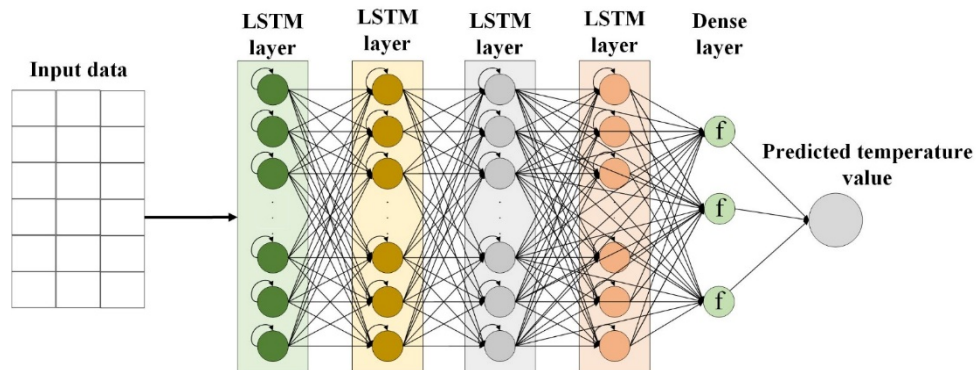 Input data
LSTM
layer
LSTM
layer
LSTM
layer
LSTM
layer
Dense
layer
f
f
f
Predicted temperature
value